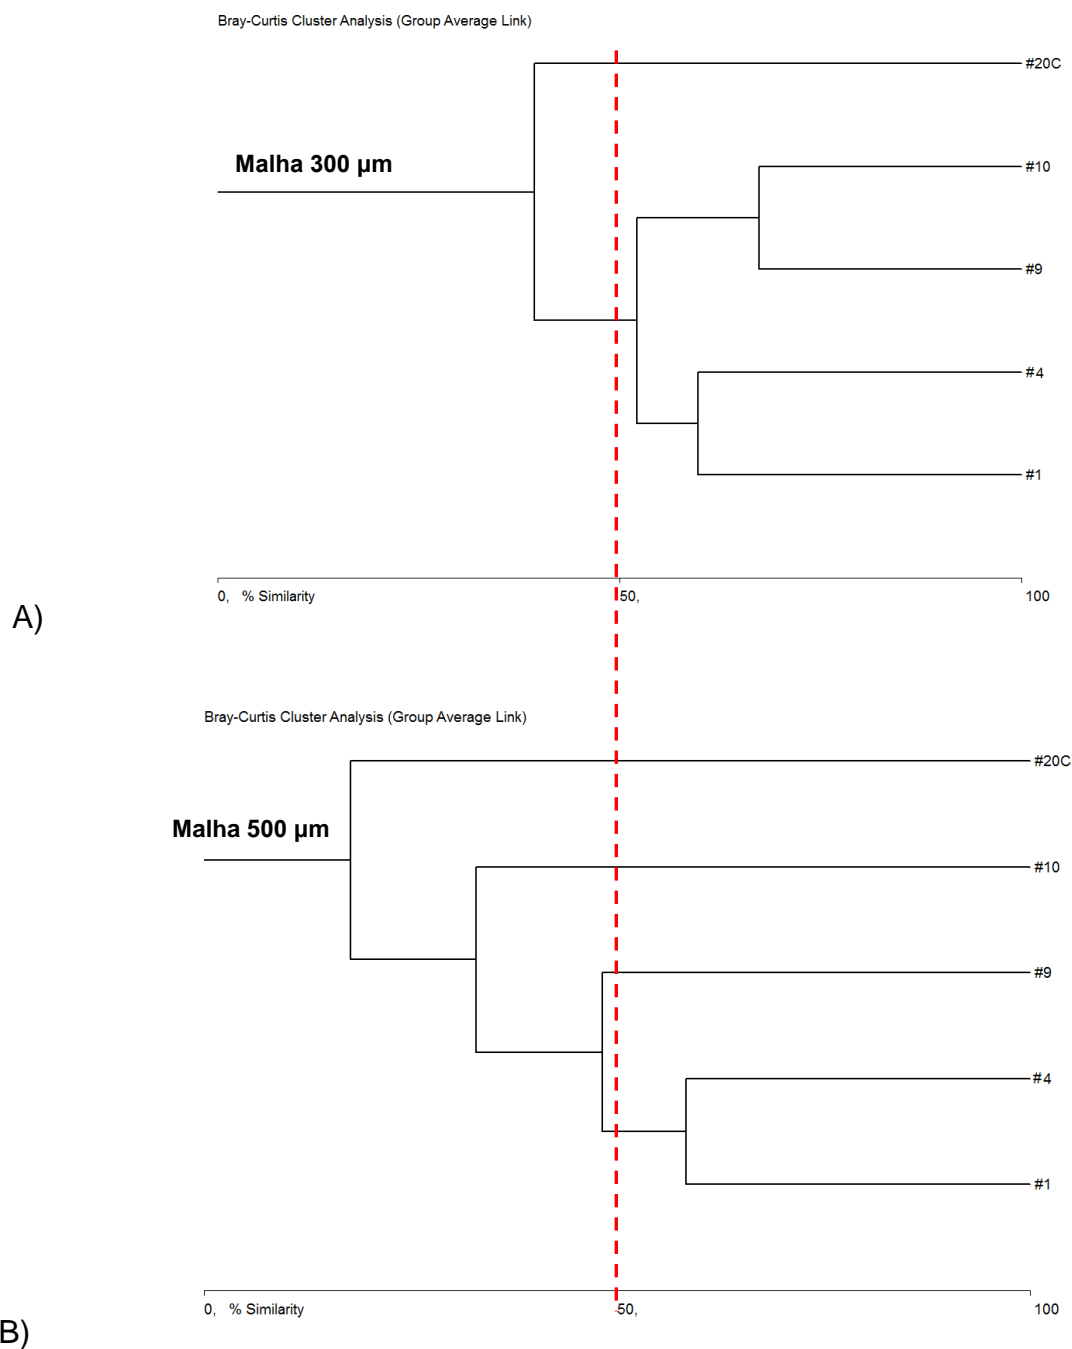 Bray-Curtis Cluster Analysis (Group Average Link)
#20C
Malha 300 µm
#10
#9
#4
#1
0, % Similarity 50, 100
A)
Bray-Curtis Cluster Analysis (Group Average Link)
#20C
Malha 500 µm
#10
#9
#4
#1
0, % Similarity 50, 100
B)